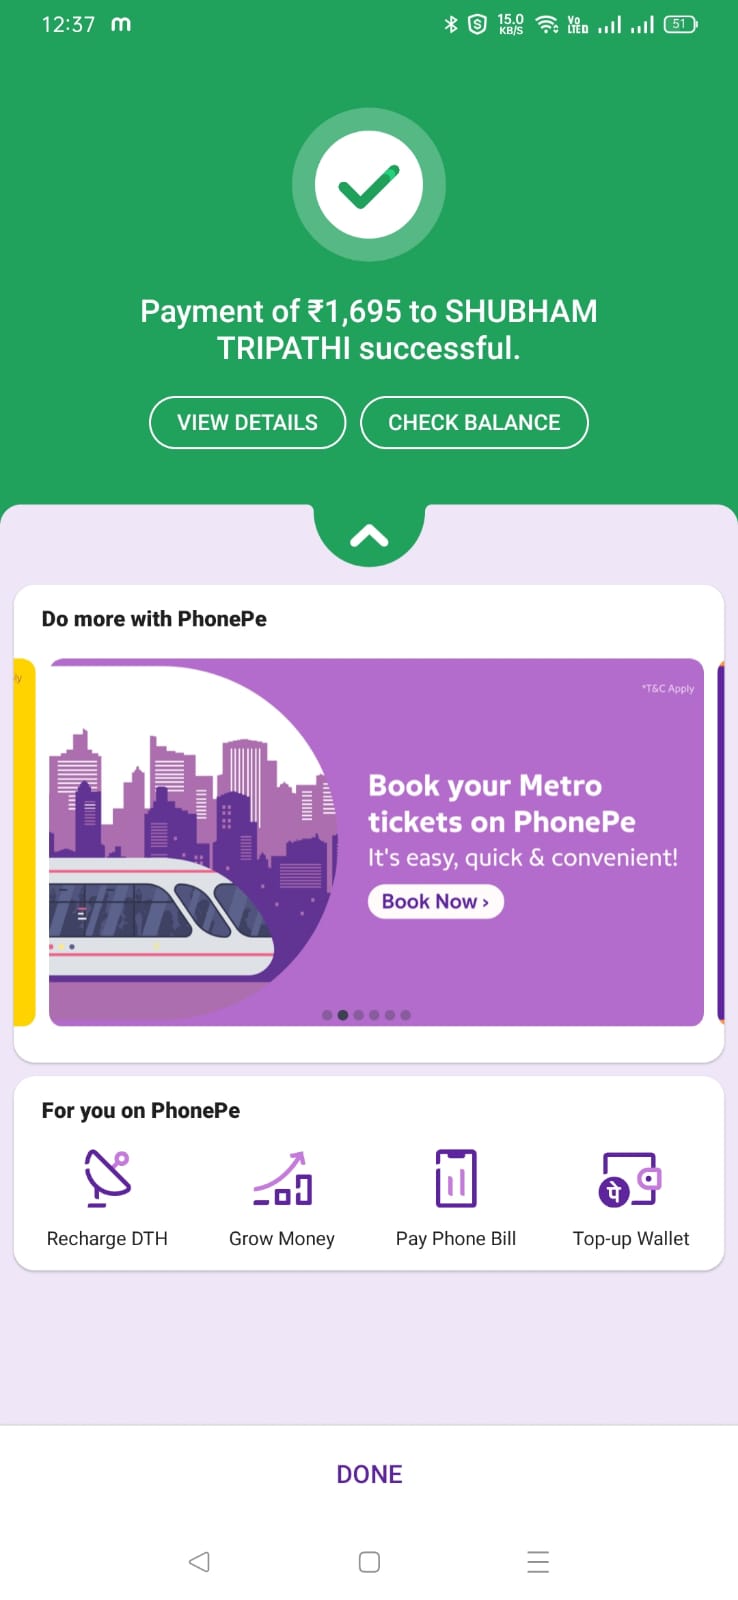 12:37 m 15.0 KB/S Vo LTED 51
Payment of ₹1,695 to SHUBHAM
TRIPATHI successful.
VIEW DETAILS CHECK BALANCE
Do more with PhonePe
ly
*T&C Apply
Book your Metro
tickets on PhonePe
It's easy, quick & convenient!
Book Now ›
For you on PhonePe
पे
Recharge DTH Grow Money Pay Phone Bill Top-up Wallet
DONE